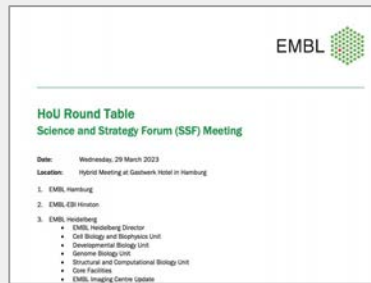 EMBL
HoU Round Table
Science and Strategy Forum (SSF) Meeting
Date: Wednesday, 29 March 2023
Location: Hybrid Meeting at Gastwerk Hotel in Hamburg
1. EMBL Hamburg
2. EMBL-EBI Hinxton
3. EMBL Heidelberg
• EMBL Heidelberg Director
• Cell Biology and Biophysics Unit
• Developmental Biology Unit
• Genome Biology Unit
• Structural and Computational Biology Unit
• Core Facilities
• EMBL Imaging Centre Update